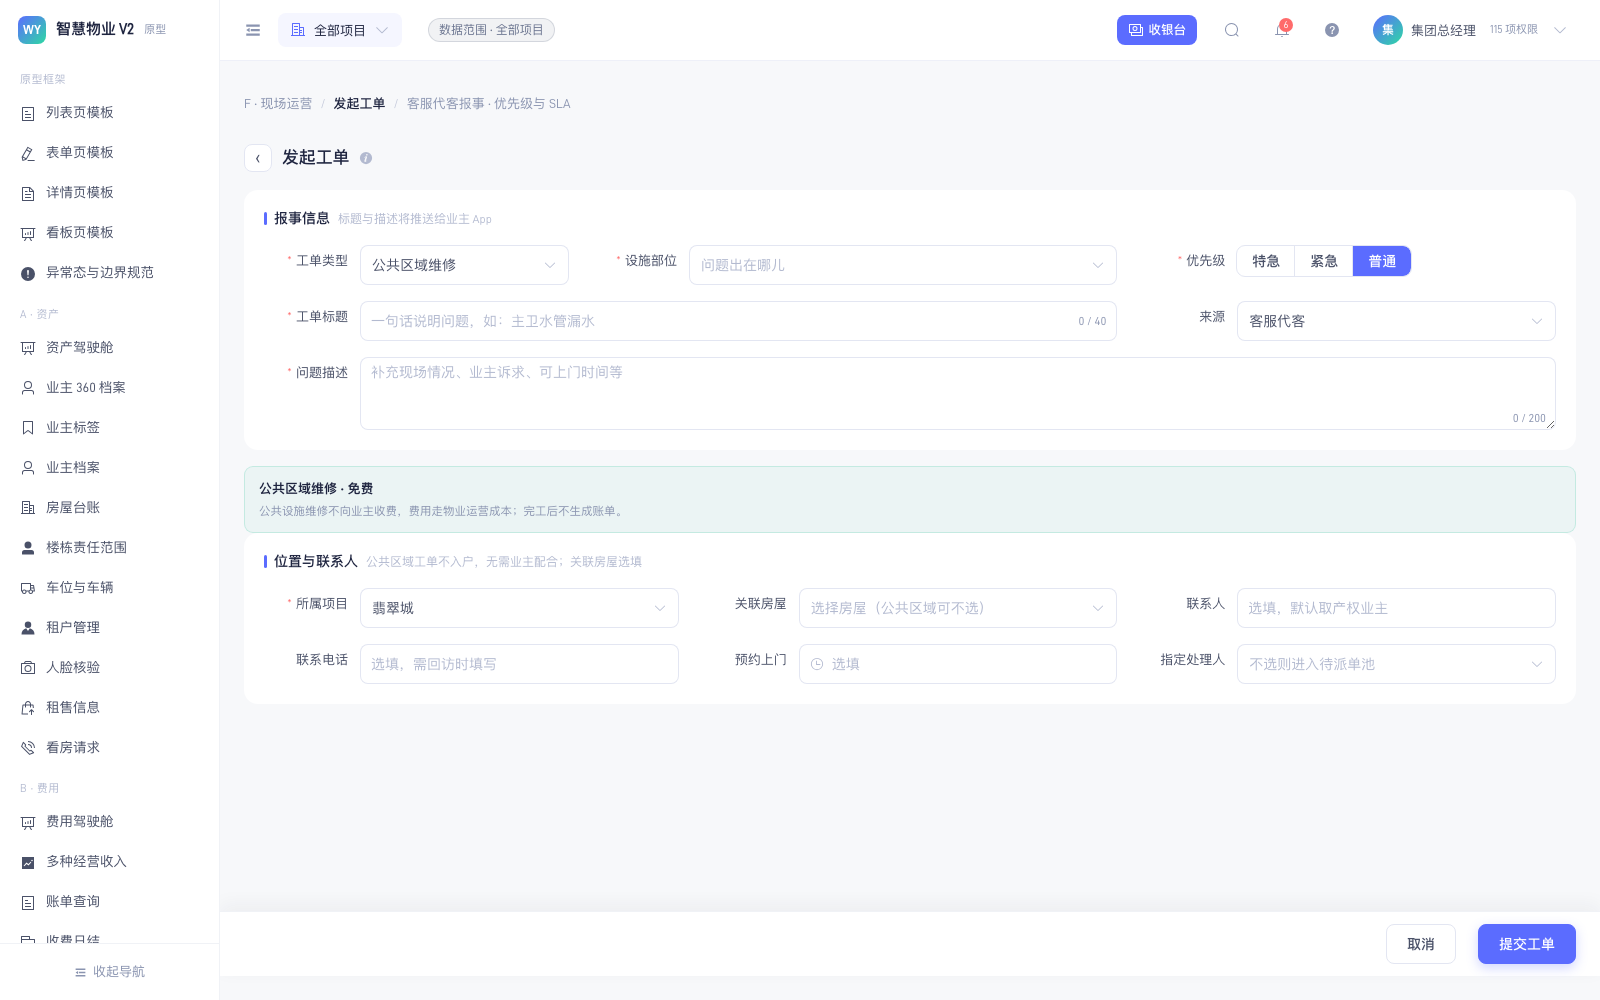 WY 智慧物业 V2 原型
原型框架
列表页模板
表单页模板
详情页模板
看板页模板
异常态与边界规范
A · 资产
资产驾驶舱
业主 360 档案
业主标签
业主档案
房屋台账
楼栋责任范围
车位与车辆
租户管理
人脸核验
租售信息
看房请求
B · 费用
费用驾驶舱
多种经营收入
账单查询
收费日结
收起导航
全部项目
数据范围 · 全部项目
收银台
6
?
集 集团总经理 115 项权限
F · 现场运营 / 发起工单 / 客服代客报事 · 优先级与 SLA
‹ 发起工单 i
报事信息 标题与描述将推送给业主 App
* 工单类型 公共区域维修
* 设施部位 问题出在哪儿
* 优先级 特急 紧急 普通
* 工单标题 一句话说明问题，如：主卫水管漏水 0 / 40
来源 客服代客
* 问题描述 补充现场情况、业主诉求、可上门时间等
0 / 200
公共区域维修 · 免费
公共设施维修不向业主收费，费用走物业运营成本；完工后不生成账单。
位置与联系人 公共区域工单不入户，无需业主配合；关联房屋选填
* 所属项目 翡翠城
关联房屋 选择房屋（公共区域可不选）
联系人 选填，默认取产权业主
联系电话 选填，需回访时填写
预约上门 选填
指定处理人 不选则进入待派单池
取消
提交工单